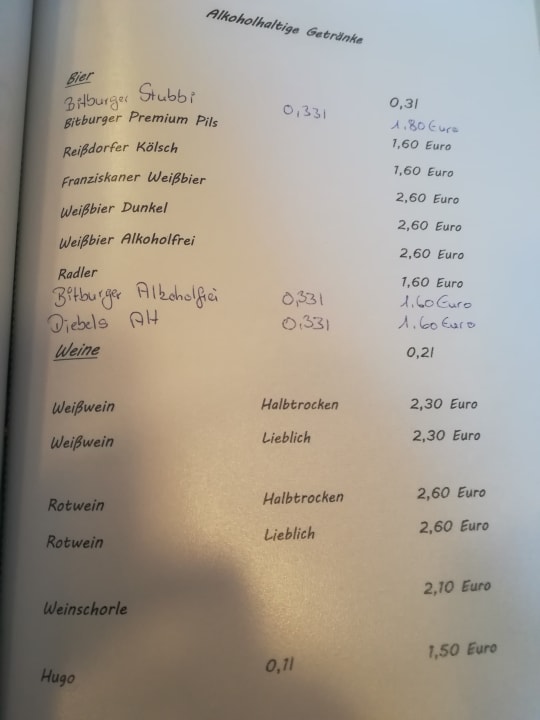 Alkoholhaltige Getränke
Bier 0,3l
Bitburger Stubbi 0,33l 1.80 Euro
Bitburger Premium Pils 1,60 Euro
Reißdorfer Kölsch 1,60 Euro
Franziskaner Weißbier 2,60 Euro
Weißbier Dunkel 2,60 Euro
Weißbier Alkoholfrei 2,60 Euro
Radler 1,60 Euro
Bitburger Alkoholfrei 0,33l 1.60 Euro
Diebels Alt 0,33l 1.60 Euro
Weine 0,2l
Weißwein Halbtrocken 2,30 Euro
Weißwein Lieblich 2,30 Euro
Rotwein Halbtrocken 2,60 Euro
Rotwein Lieblich 2,60 Euro
Weinschorle 2,10 Euro
Hugo 0,1l 1,50 Euro